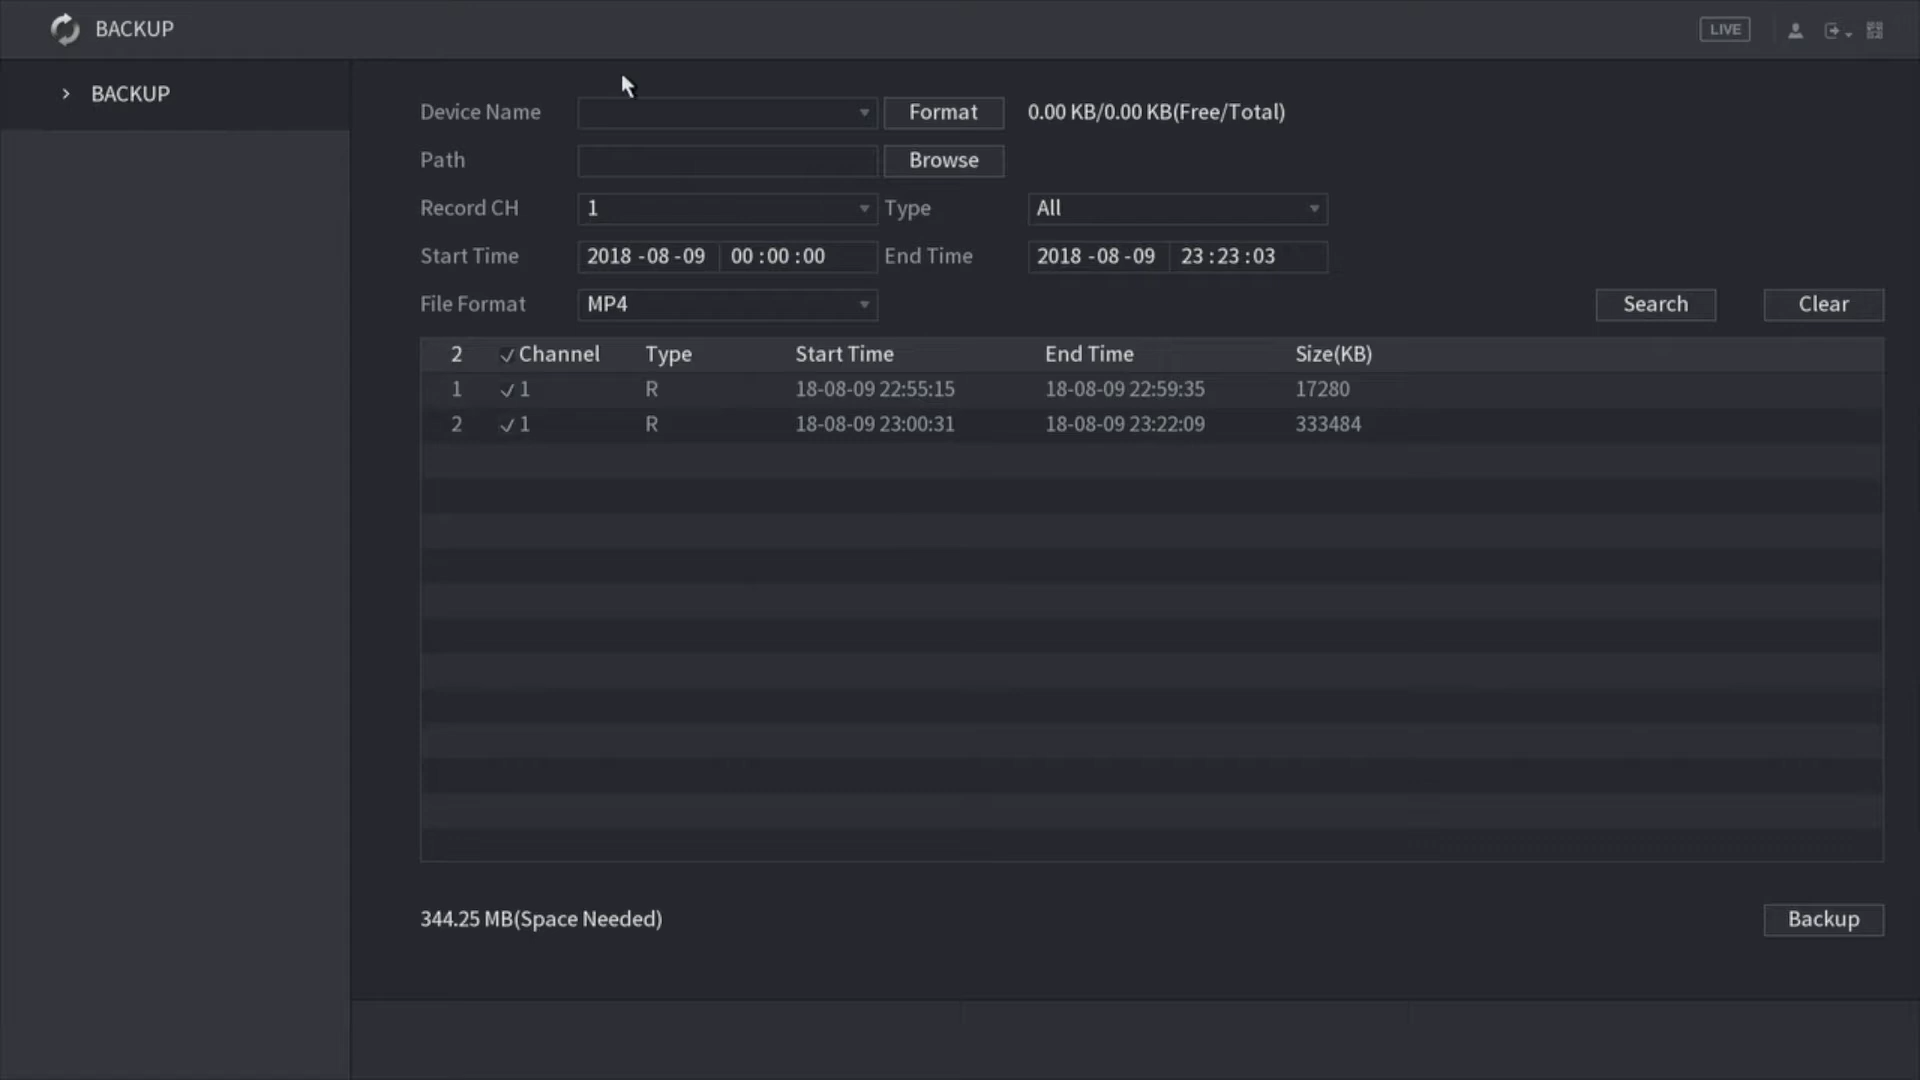 BACKUP
LIVE
BACKUP
Device Name Format 0.00 KB/0.00 KB(Free/Total)
Path Browse
Record CH 1 Type All
Start Time 2018 -08 -09 00 : 00 : 00 End Time 2018 -08 -09 23 : 23 : 03
File Format MP4 Search Clear
2 Channel Type Start Time End Time Size(KB)
1 1 R 18-08-09 22:55:15 18-08-09 22:59:35 17280
2 1 R 18-08-09 23:00:31 18-08-09 23:22:09 333484
344.25 MB(Space Needed) Backup